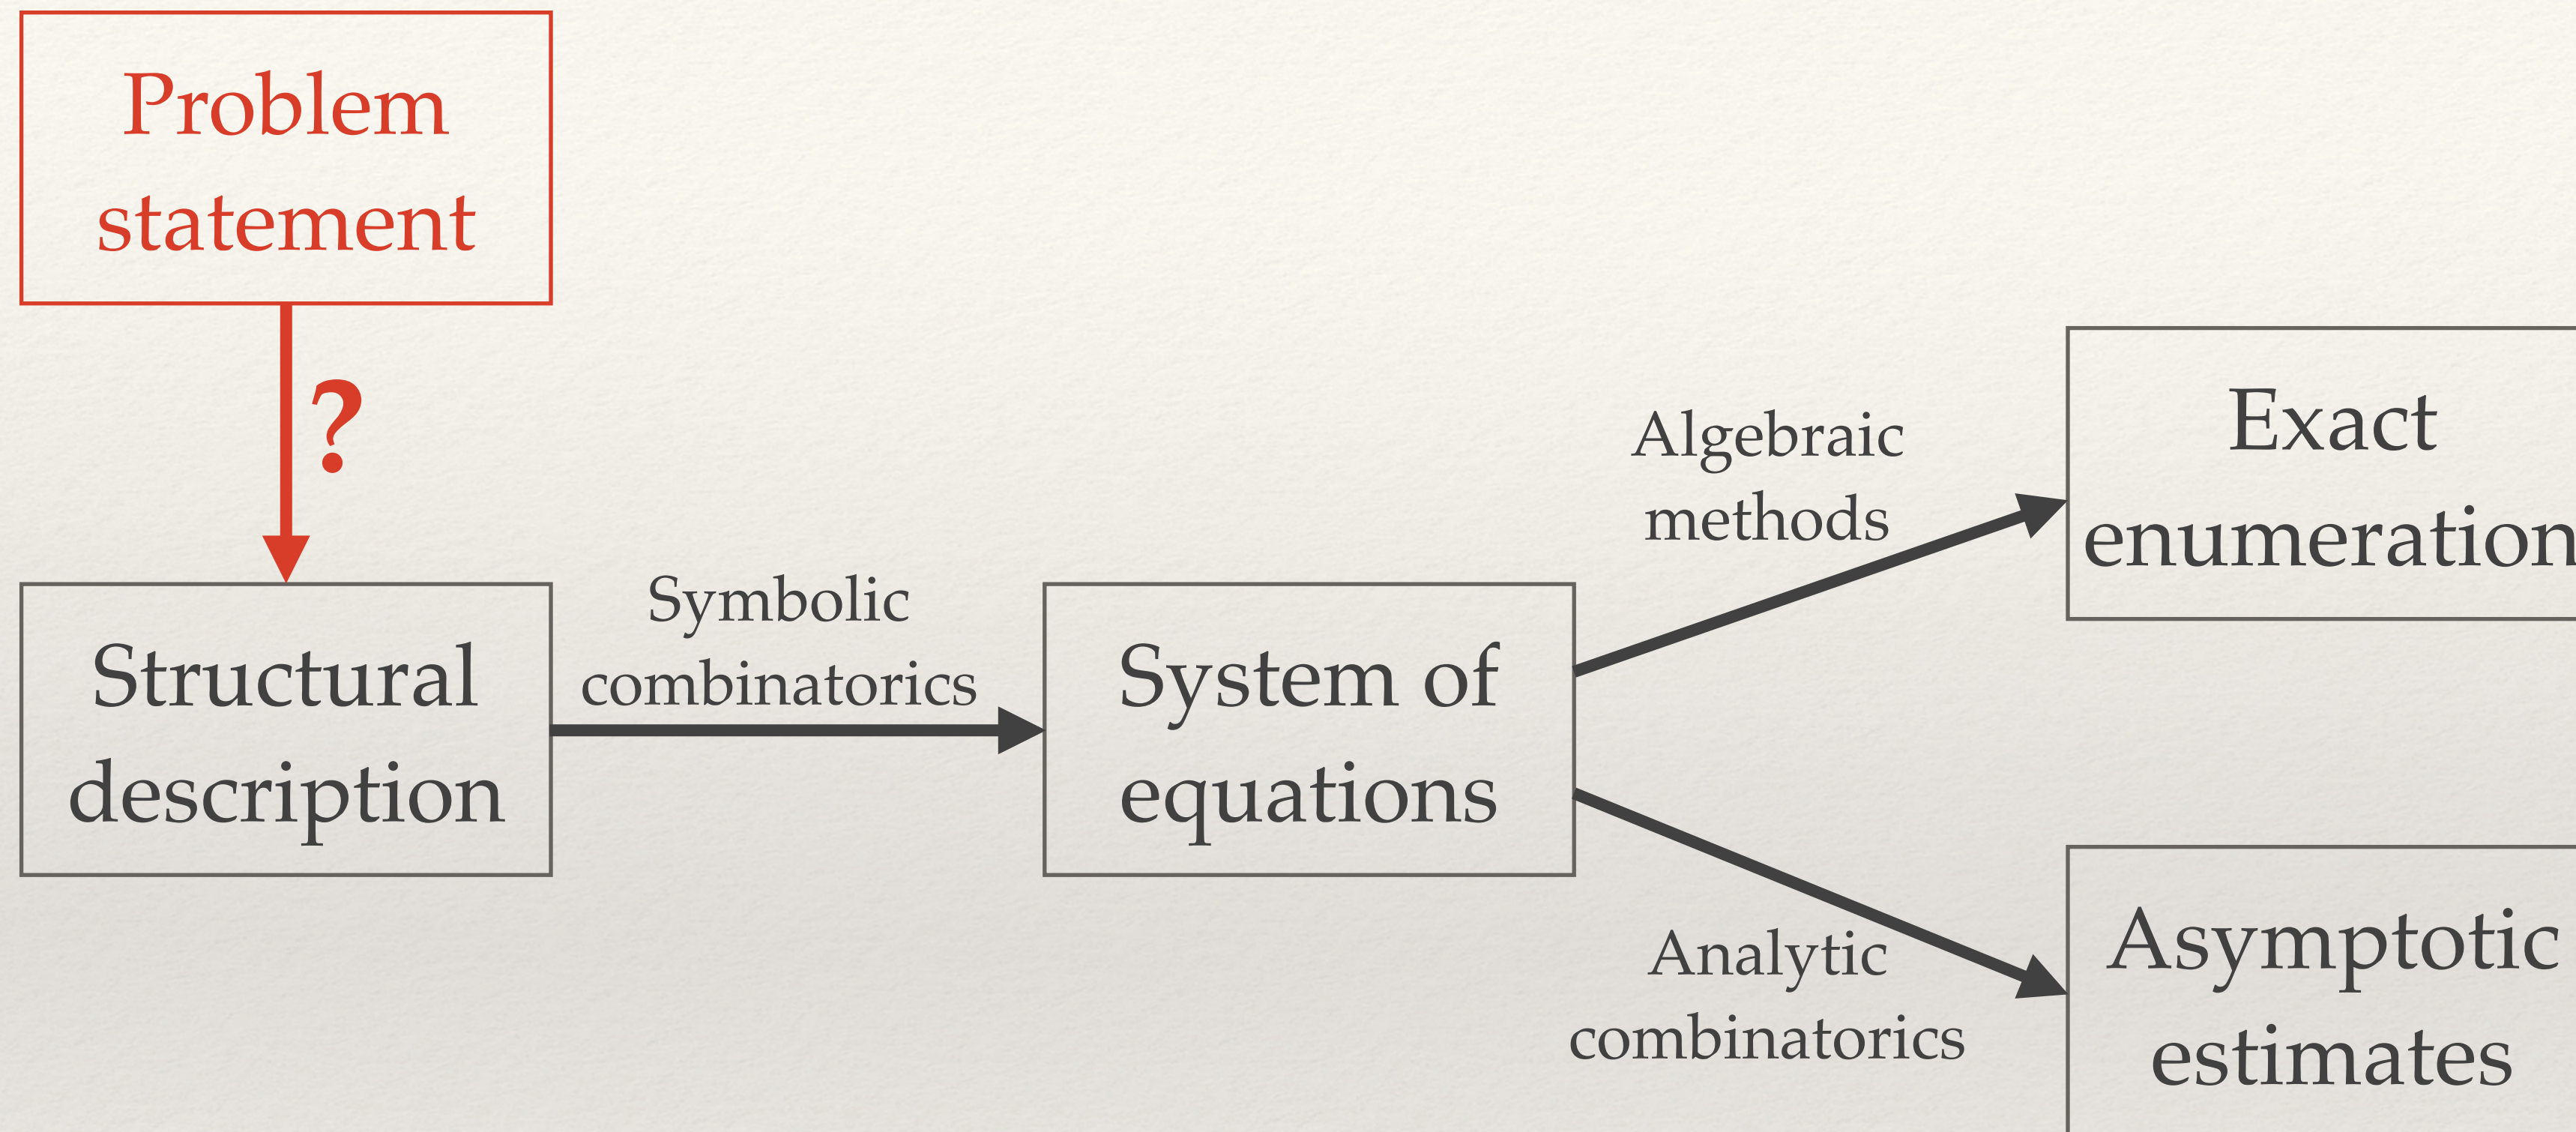 Problem
statement
?
Structural
description
Symbolic
combinatorics
System of
equations
Algebraic
methods
Exact
enumeration
Analytic
combinatorics
Asymptotic
estimates